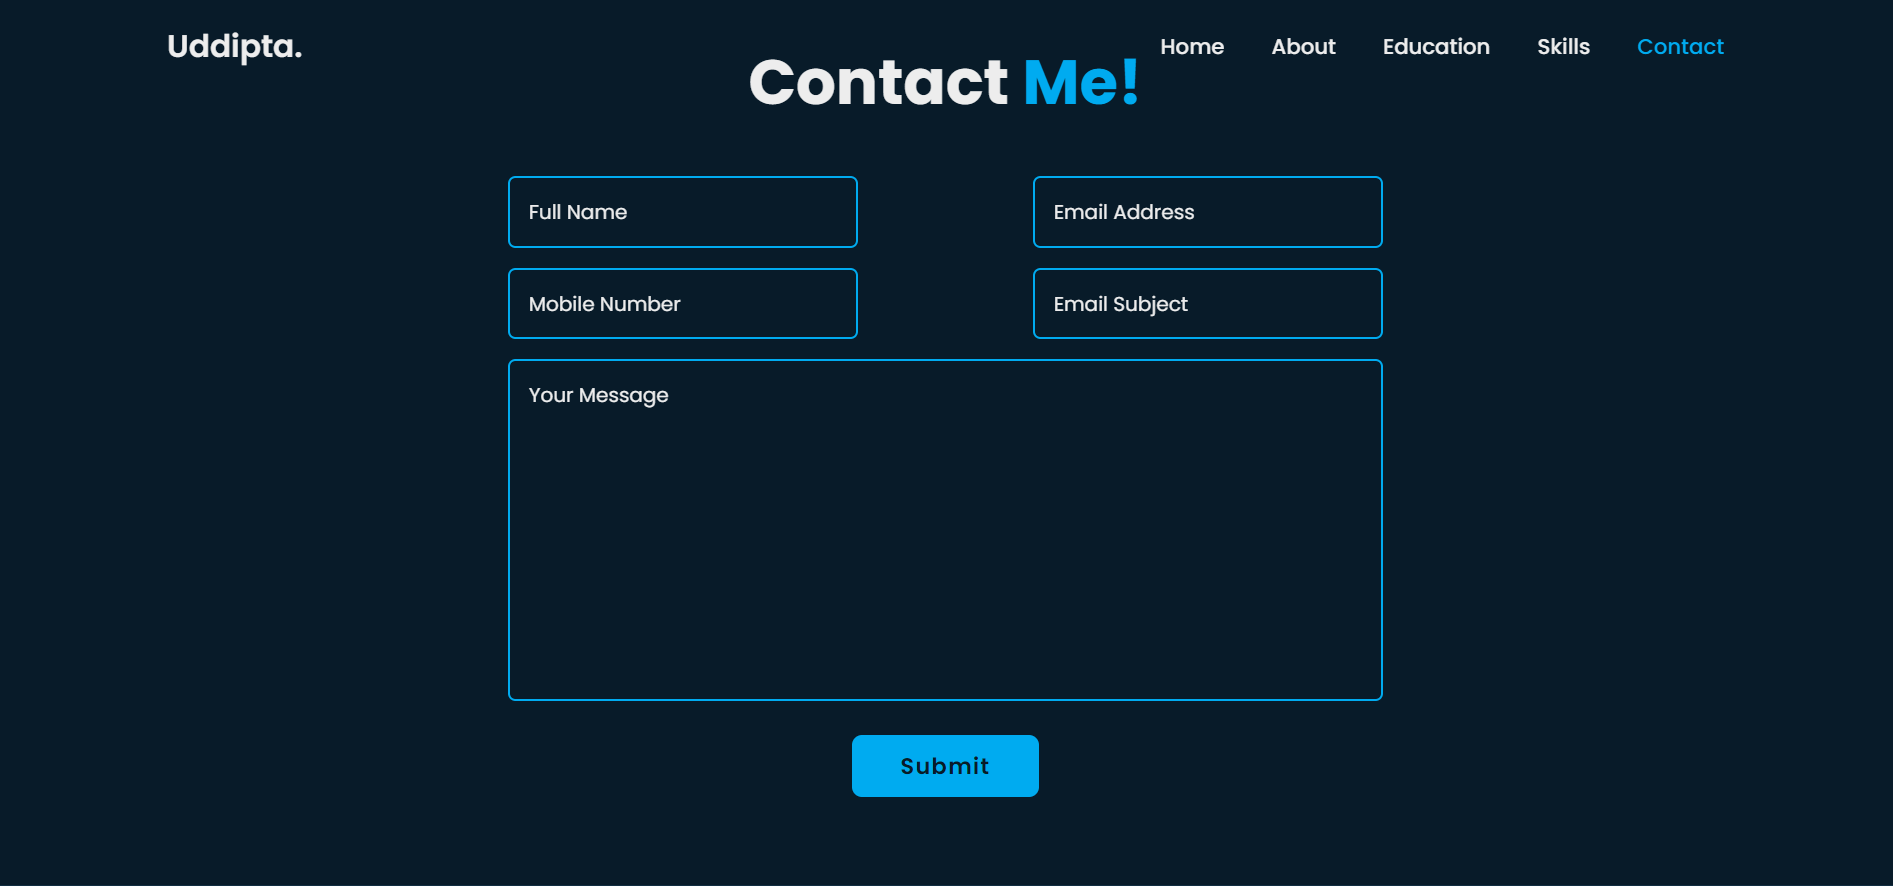 Uddipta.
Home About Education Skills Contact
Contact Me!
Full Name
Email Address
Mobile Number
Email Subject
Your Message
Submit